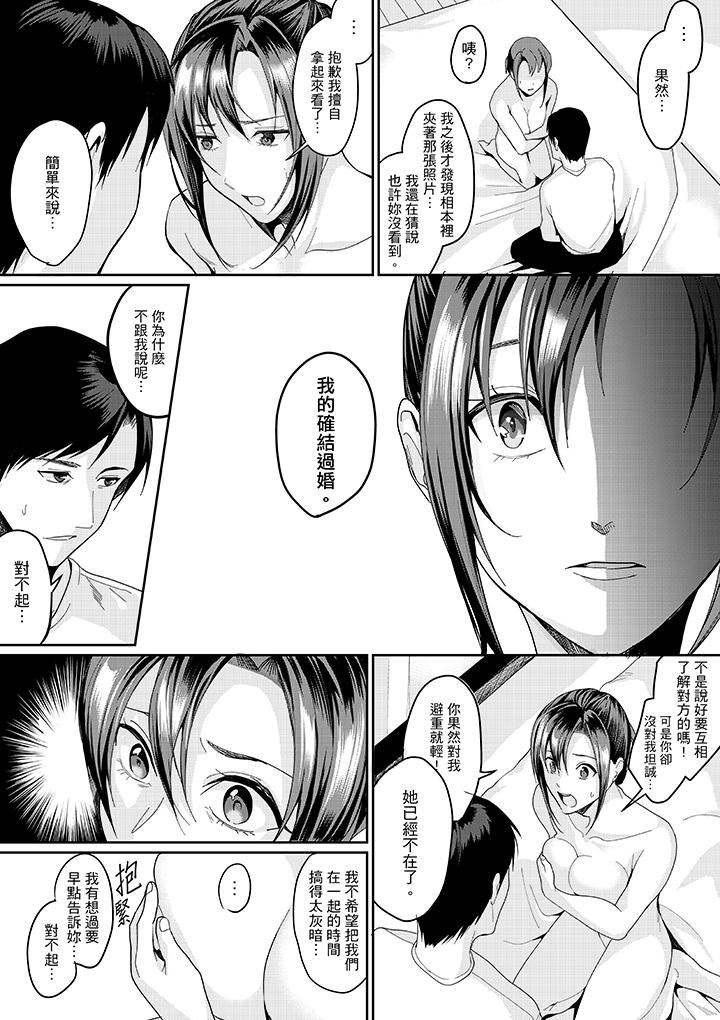 …
果然…
咦？
我之後才發現相本裡
夾著那張照片…
我還在猜說
也許妳沒看到。
抱歉我擅自
拿起來看了…
…
簡單來說…
我的確結過婚。
你為什麼
不跟我說呢…
對不起…
不是說好要互相
了解對方的嗎！
可是你卻
沒對我坦誠…
你果然對我
避重就輕！
她已經不在了。
我不希望把我們
在一起的時間
搞得太灰暗…
…
抱緊
我有想過要
早點告訴妳…
對不起…